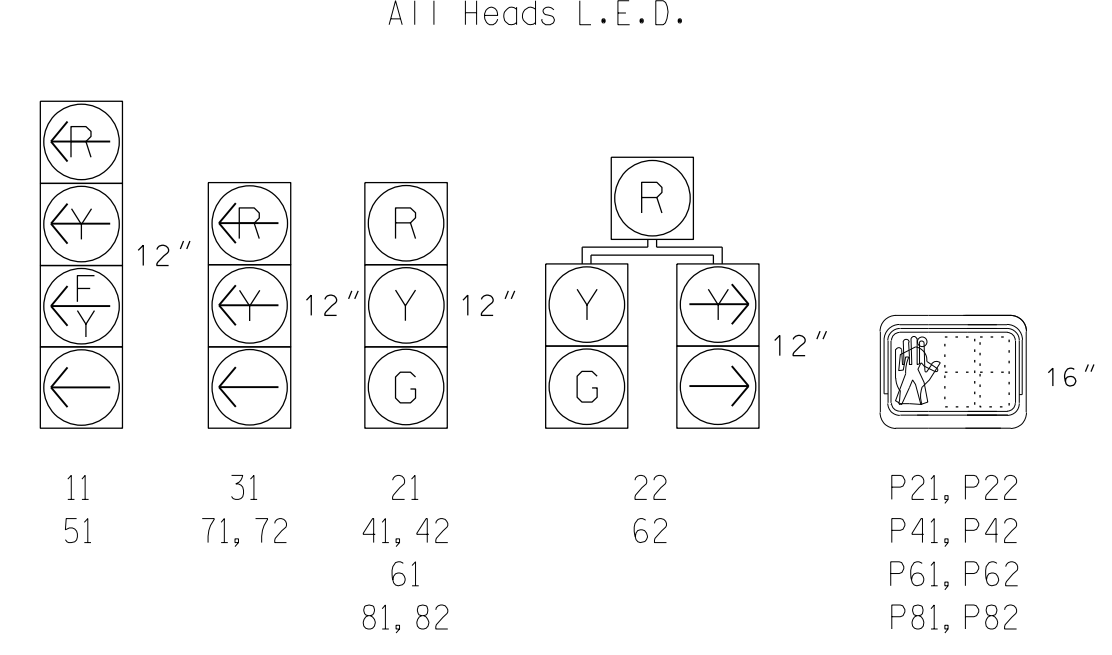 All Heads L.E.D.
R
Y
F
Y
12"
R
Y
12"
R
Y
G
12"
R
Y
Y
G
12"
16"
11
31
21
22
P21, P22
51
71, 72
41, 42
62
P41, P42
61
P61, P62
81, 82
P81, P82